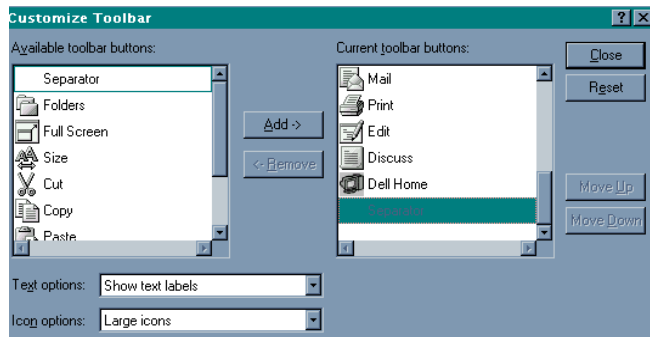 Customize Toolbar
Available toolbar buttons:
Separator
Folders
Full Screen
Size
Cut
Copy
Paste
Add ->
<- Remove
Current toolbar buttons:
Mail
Print
Edit
Discuss
Dell Home
Separator
Close
Reset
Move Up
Move Down
Text options: Show text labels
Icon options: Large icons